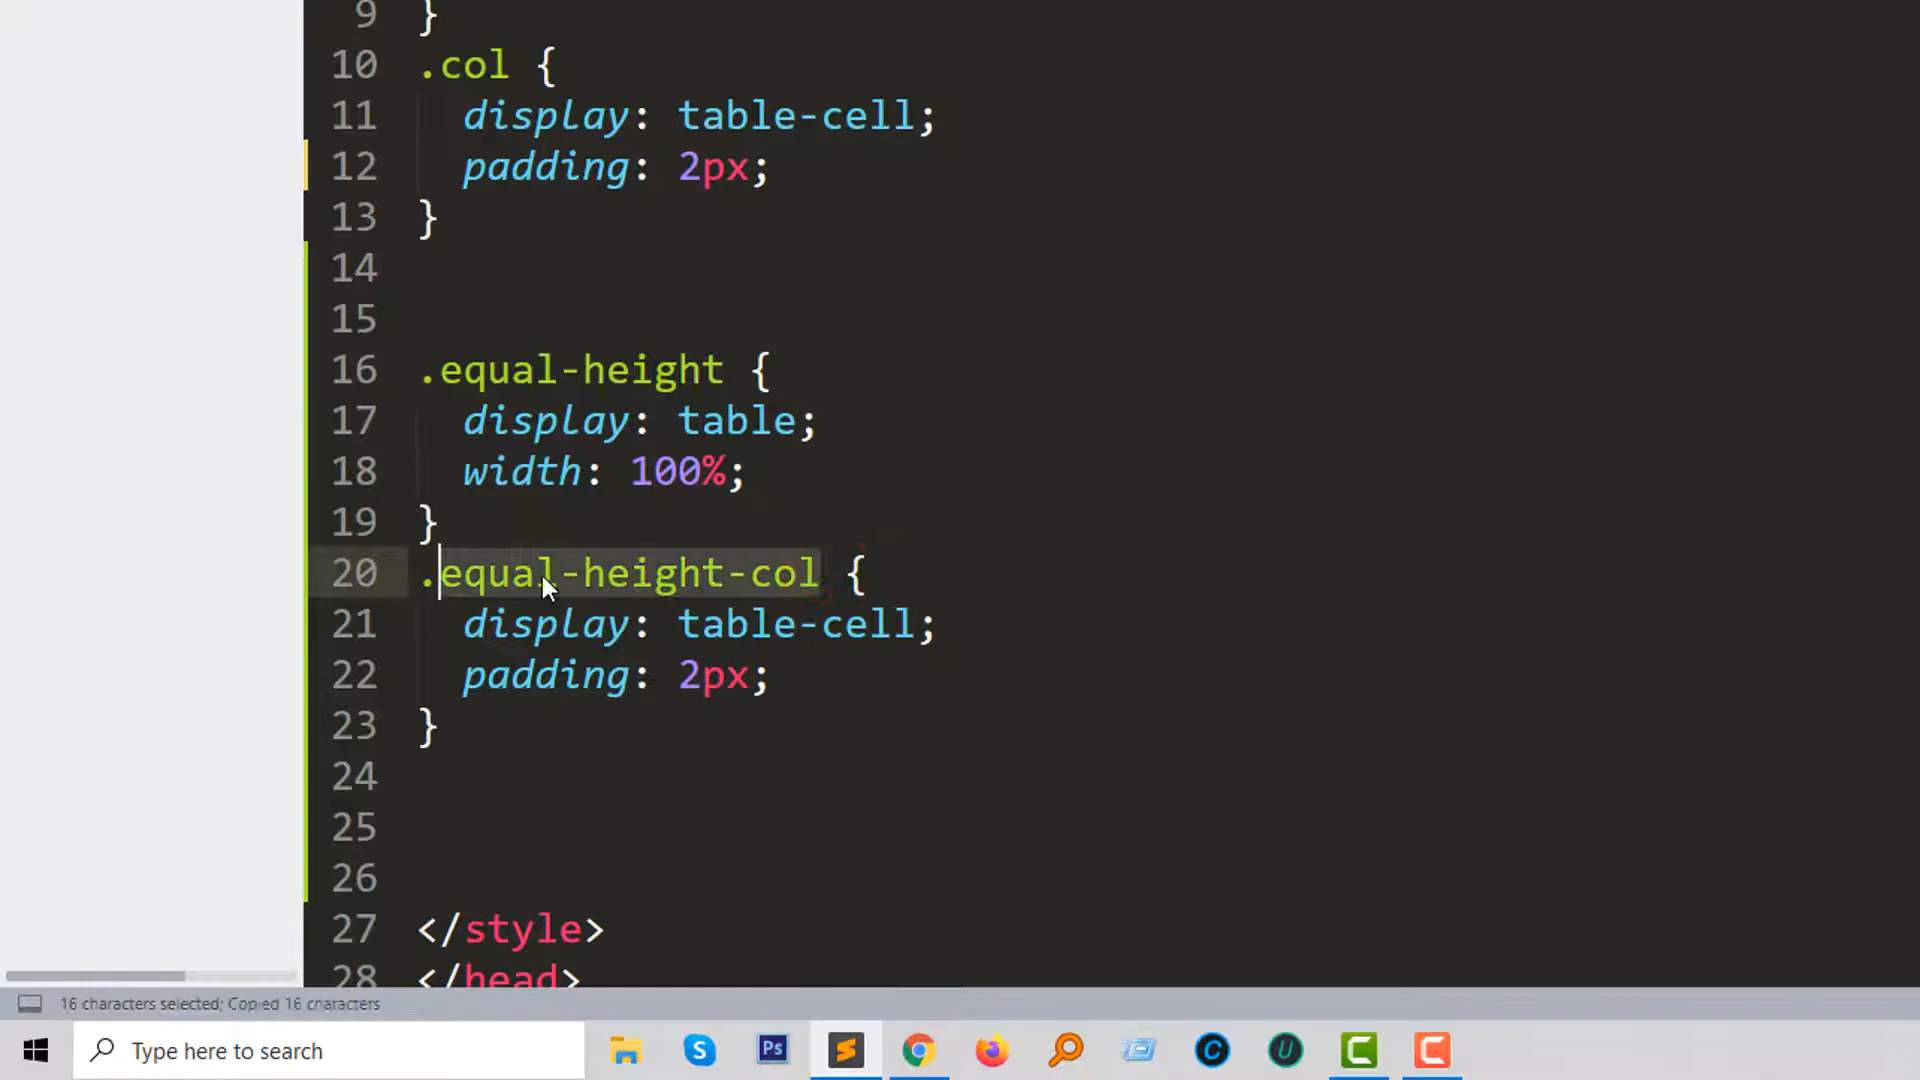 9 }
10 .col {
11 display: table-cell;
12 padding: 2px;
13 }
14
15
16 .equal-height {
17 display: table;
18 width: 100%;
19 }
20 .equal-height-col {
21 display: table-cell;
22 padding: 2px;
23 }
24
25
26
27 </style>
28 </head>
16 characters selected; Copied 16 characters
Type here to search
S
Ps
C
U
C
C